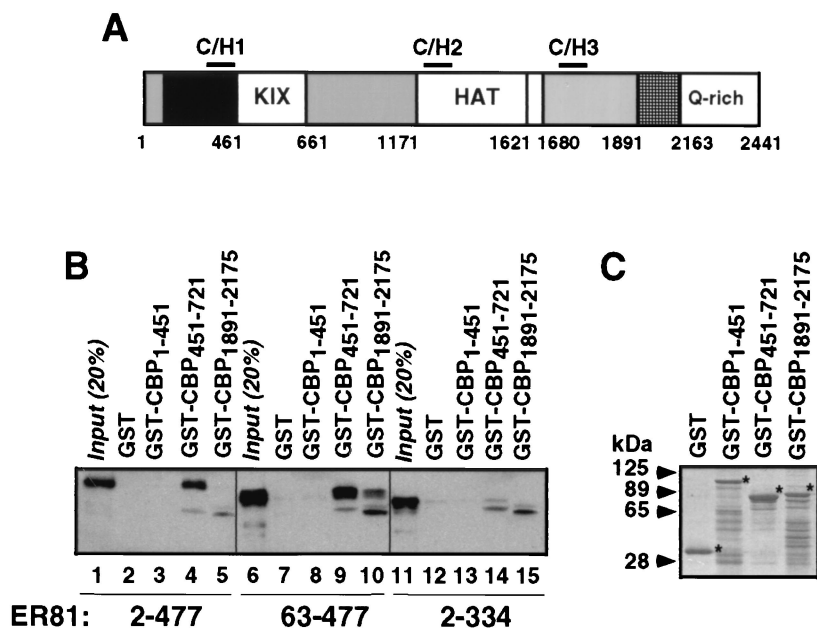 A
C/H1 C/H2 C/H3
KIX HAT Q-rich
1 461 661 1171 1621 1680 1891 2163 2441
B
Input (20%) GST GST-CBP1-451 GST-CBP451-721 GST-CBP1891-2175 Input (20%) GST GST-CBP1-451 GST-CBP451-721 GST-CBP1891-2175 Input (20%) GST GST-CBP1-451 GST-CBP451-721 GST-CBP1891-2175
1 2 3 4 5 6 7 8 9 10 11 12 13 14 15
ER81: 2-477 63-477 2-334
C
GST GST-CBP1-451 GST-CBP451-721 GST-CBP1891-2175
kDa
125
89
65
28
* * * *